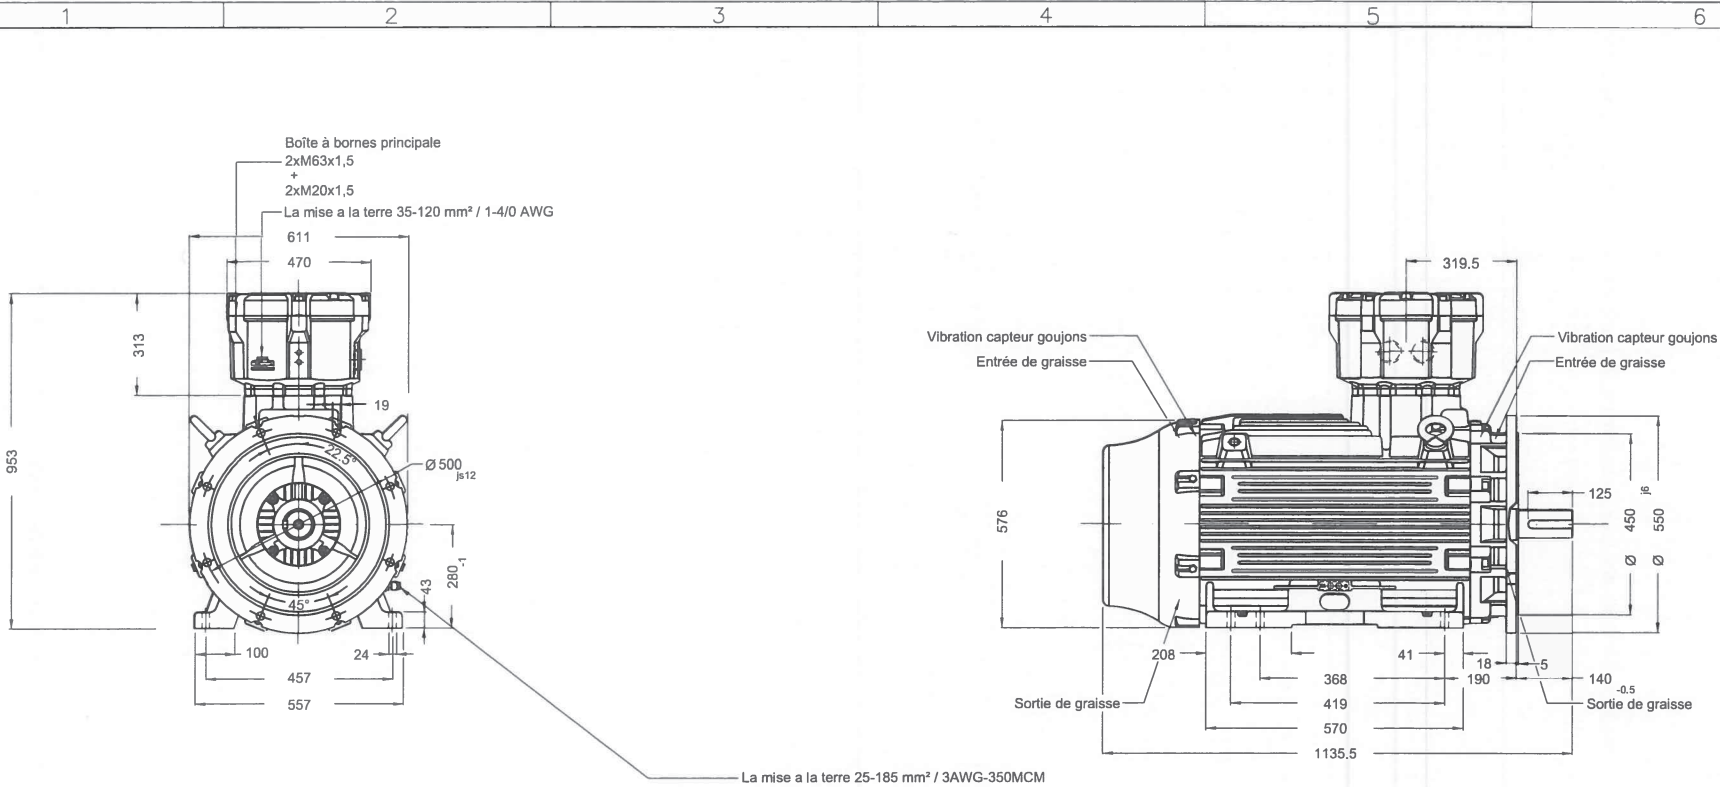 1 2 3 4 5 6
Boîte à bornes principale
2xM63x1,5
+
2xM20x1,5
La mise a la terre 35-120 mm² / 1-4/0 AWG
611
470
313
953
19
22.5°
Ø 500
js12
45°
43
280 -1
100
24
457
557
La mise a la terre 25-185 mm² / 3AWG-350MCM
319.5
Vibration capteur goujons
Entrée de graisse
Vibration capteur goujons
Entrée de graisse
576
125
Ø 450 j6
Ø 550
208
41
18
5
368
190
140
-0.5
419
570
1135.5
Sortie de graisse
Sortie de graisse